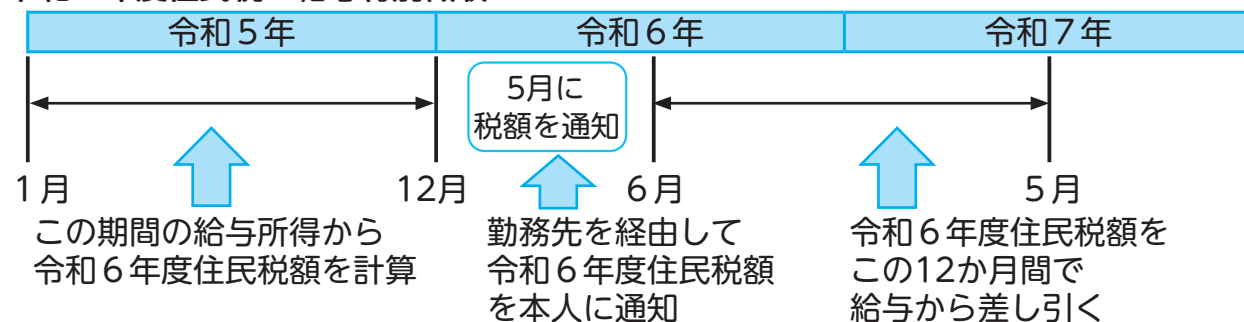 令和5年
令和6年
令和7年
5月に
税額を通知
1月
12月
6月
5月
この期間の給与所得から
令和6年度住民税額を計算
勤務先を経由して
令和6年度住民税額
を本人に通知
令和6年度住民税額を
この12か月間で
給与から差し引く